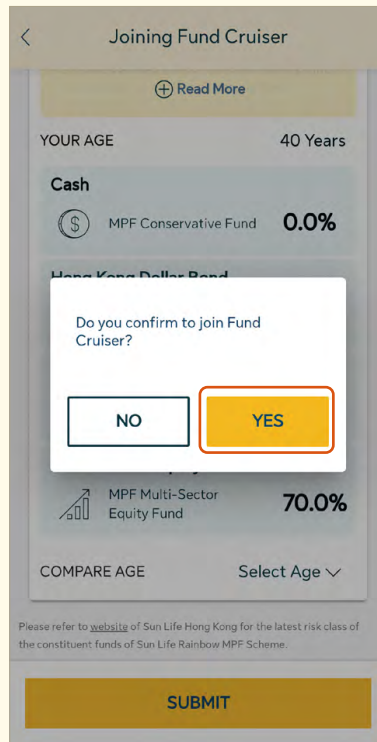 Joining Fund Cruiser
Read More
YOUR AGE 40 Years
Cash
MPF Conservative Fund 0.0%
Hong Kong Dollar Bond
Do you confirm to join Fund
Cruiser?
NO YES
MPF Multi-Sector
Equity Fund 70.0%
COMPARE AGE Select Age
Please refer to website of Sun Life Hong Kong for the latest risk class of
the constituent funds of Sun Life Rainbow MPF Scheme.
SUBMIT